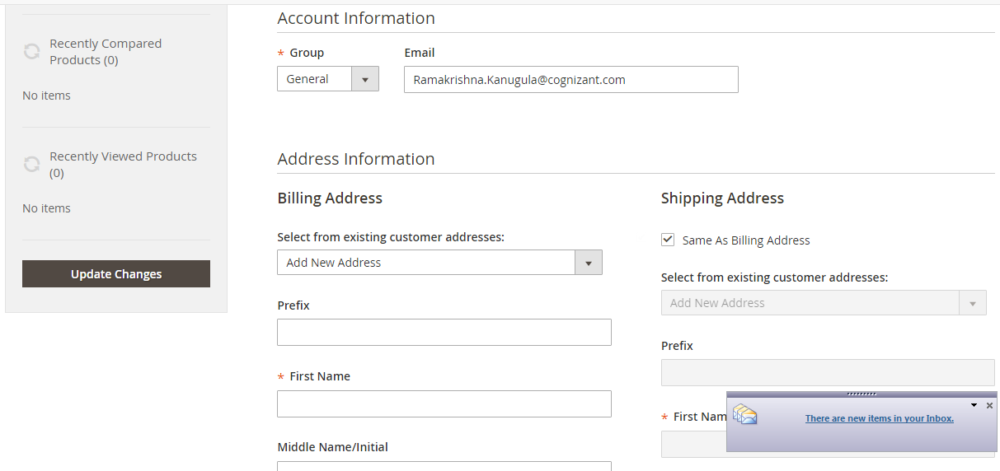 Recently Compared
Products (0)
No items
Recently Viewed Products
(0)
No items
Update Changes
Account Information
* Group
General
Email
Ramakrishna.Kanugula@cognizant.com
Address Information
Billing Address
Select from existing customer addresses:
Add New Address
Prefix
* First Name
Middle Name/Initial
Shipping Address
Same As Billing Address
Select from existing customer addresses:
Add New Address
Prefix
* First Nam
There are new items in your Inbox.